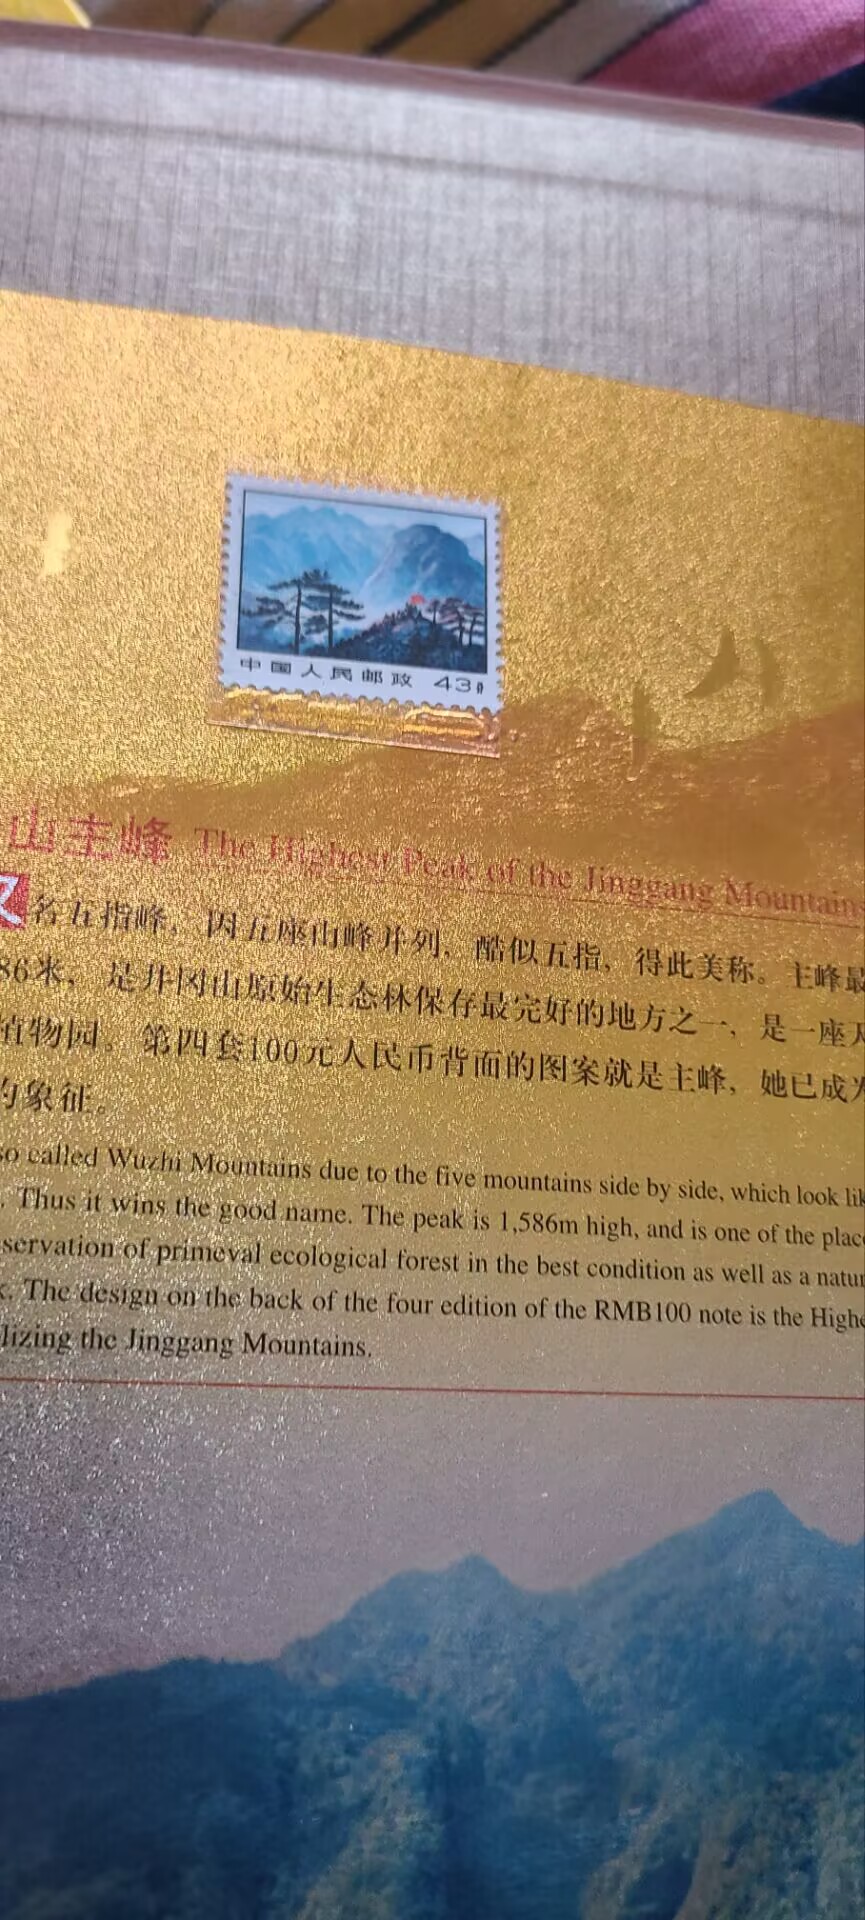 中国人民邮政 43分
山主峰 The Highest Peak of the Jinggang Mountains
又名五指峰，因五座山峰并列，酷似五指，得此美称。主峰最
86米，是井冈山原始生态林保存最完好的地方之一，是一座天
植物园。第四套100元人民币背面的图案就是主峰，她已成为
的象征。
so called Wuzhi Mountains due to the five mountains side by side, which look lik
. Thus it wins the good name. The peak is 1,586m high, and is one of the place
servation of primeval ecological forest in the best condition as well as a natur
k. The design on the back of the four edition of the RMB100 note is the Highe
lizing the Jinggang Mountains.